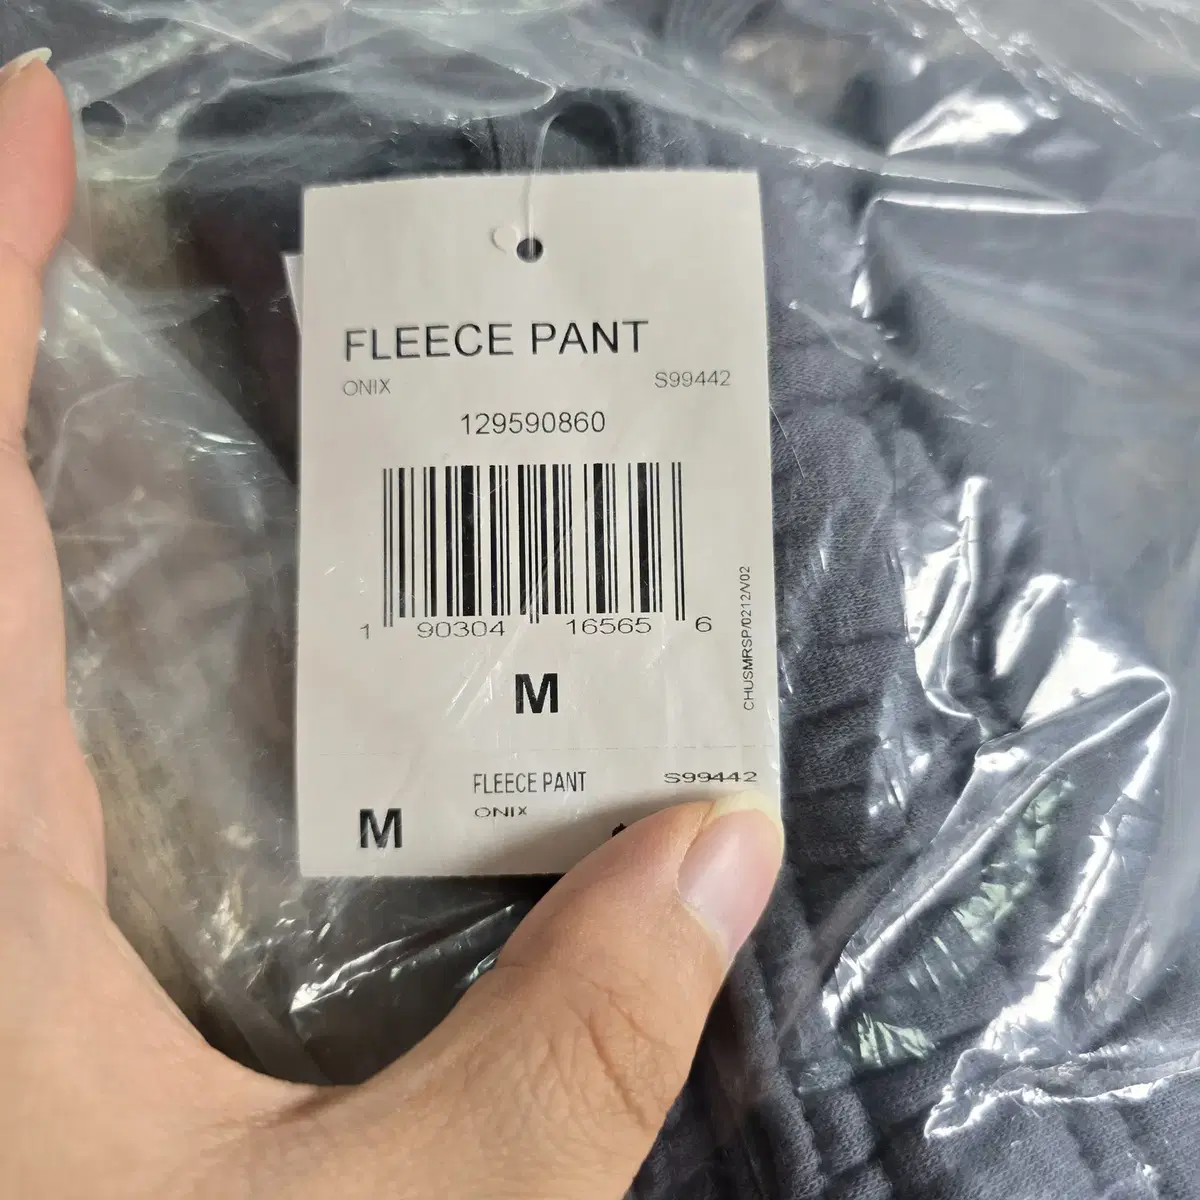 FLEECE PANT
ONIX S99442
129590860
1 90304 16565 6
CHUSMRSP/0212/V02
M
FLEECE PANT S99442
ONIX
M